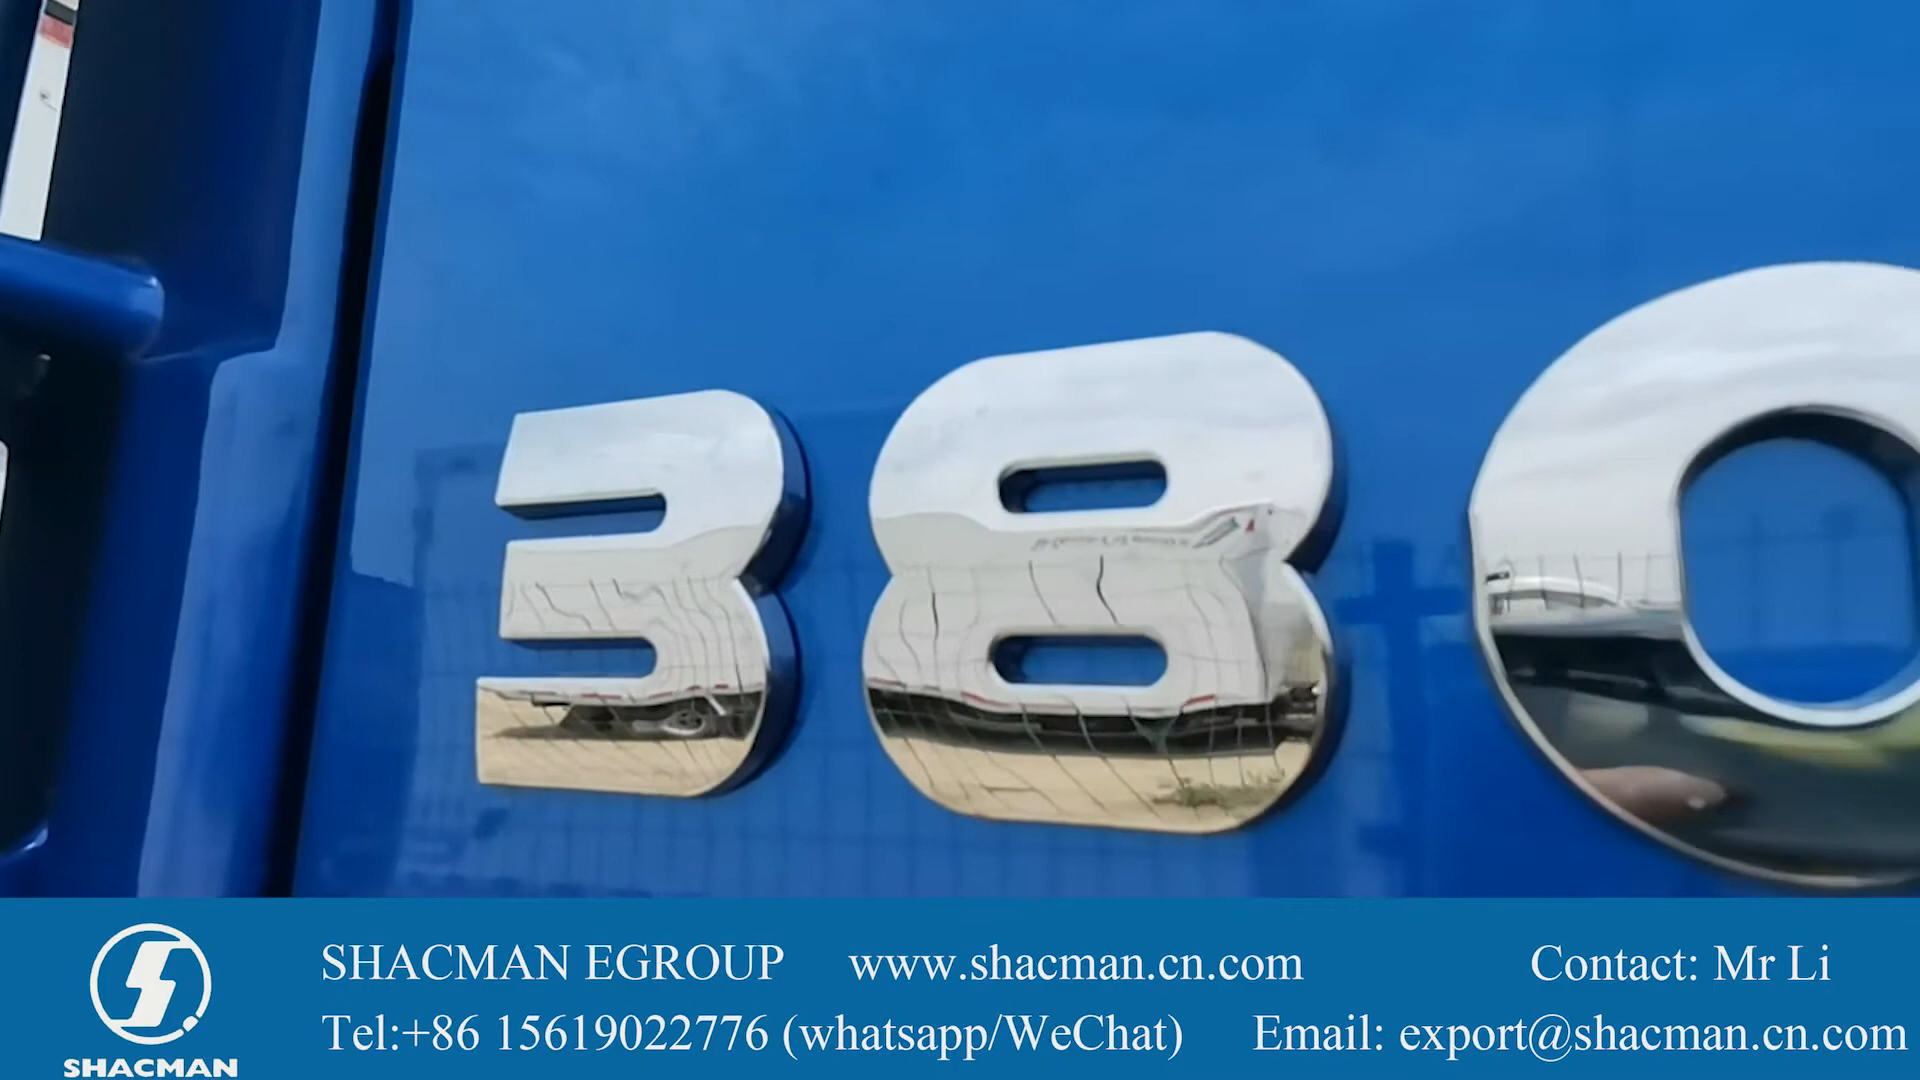 380
SHACMAN EGROUP www.shacman.cn.com Contact: Mr Li
Tel:+86 15619022776 (whatsapp/WeChat) Email: export@shacman.cn.com
SHACMAN